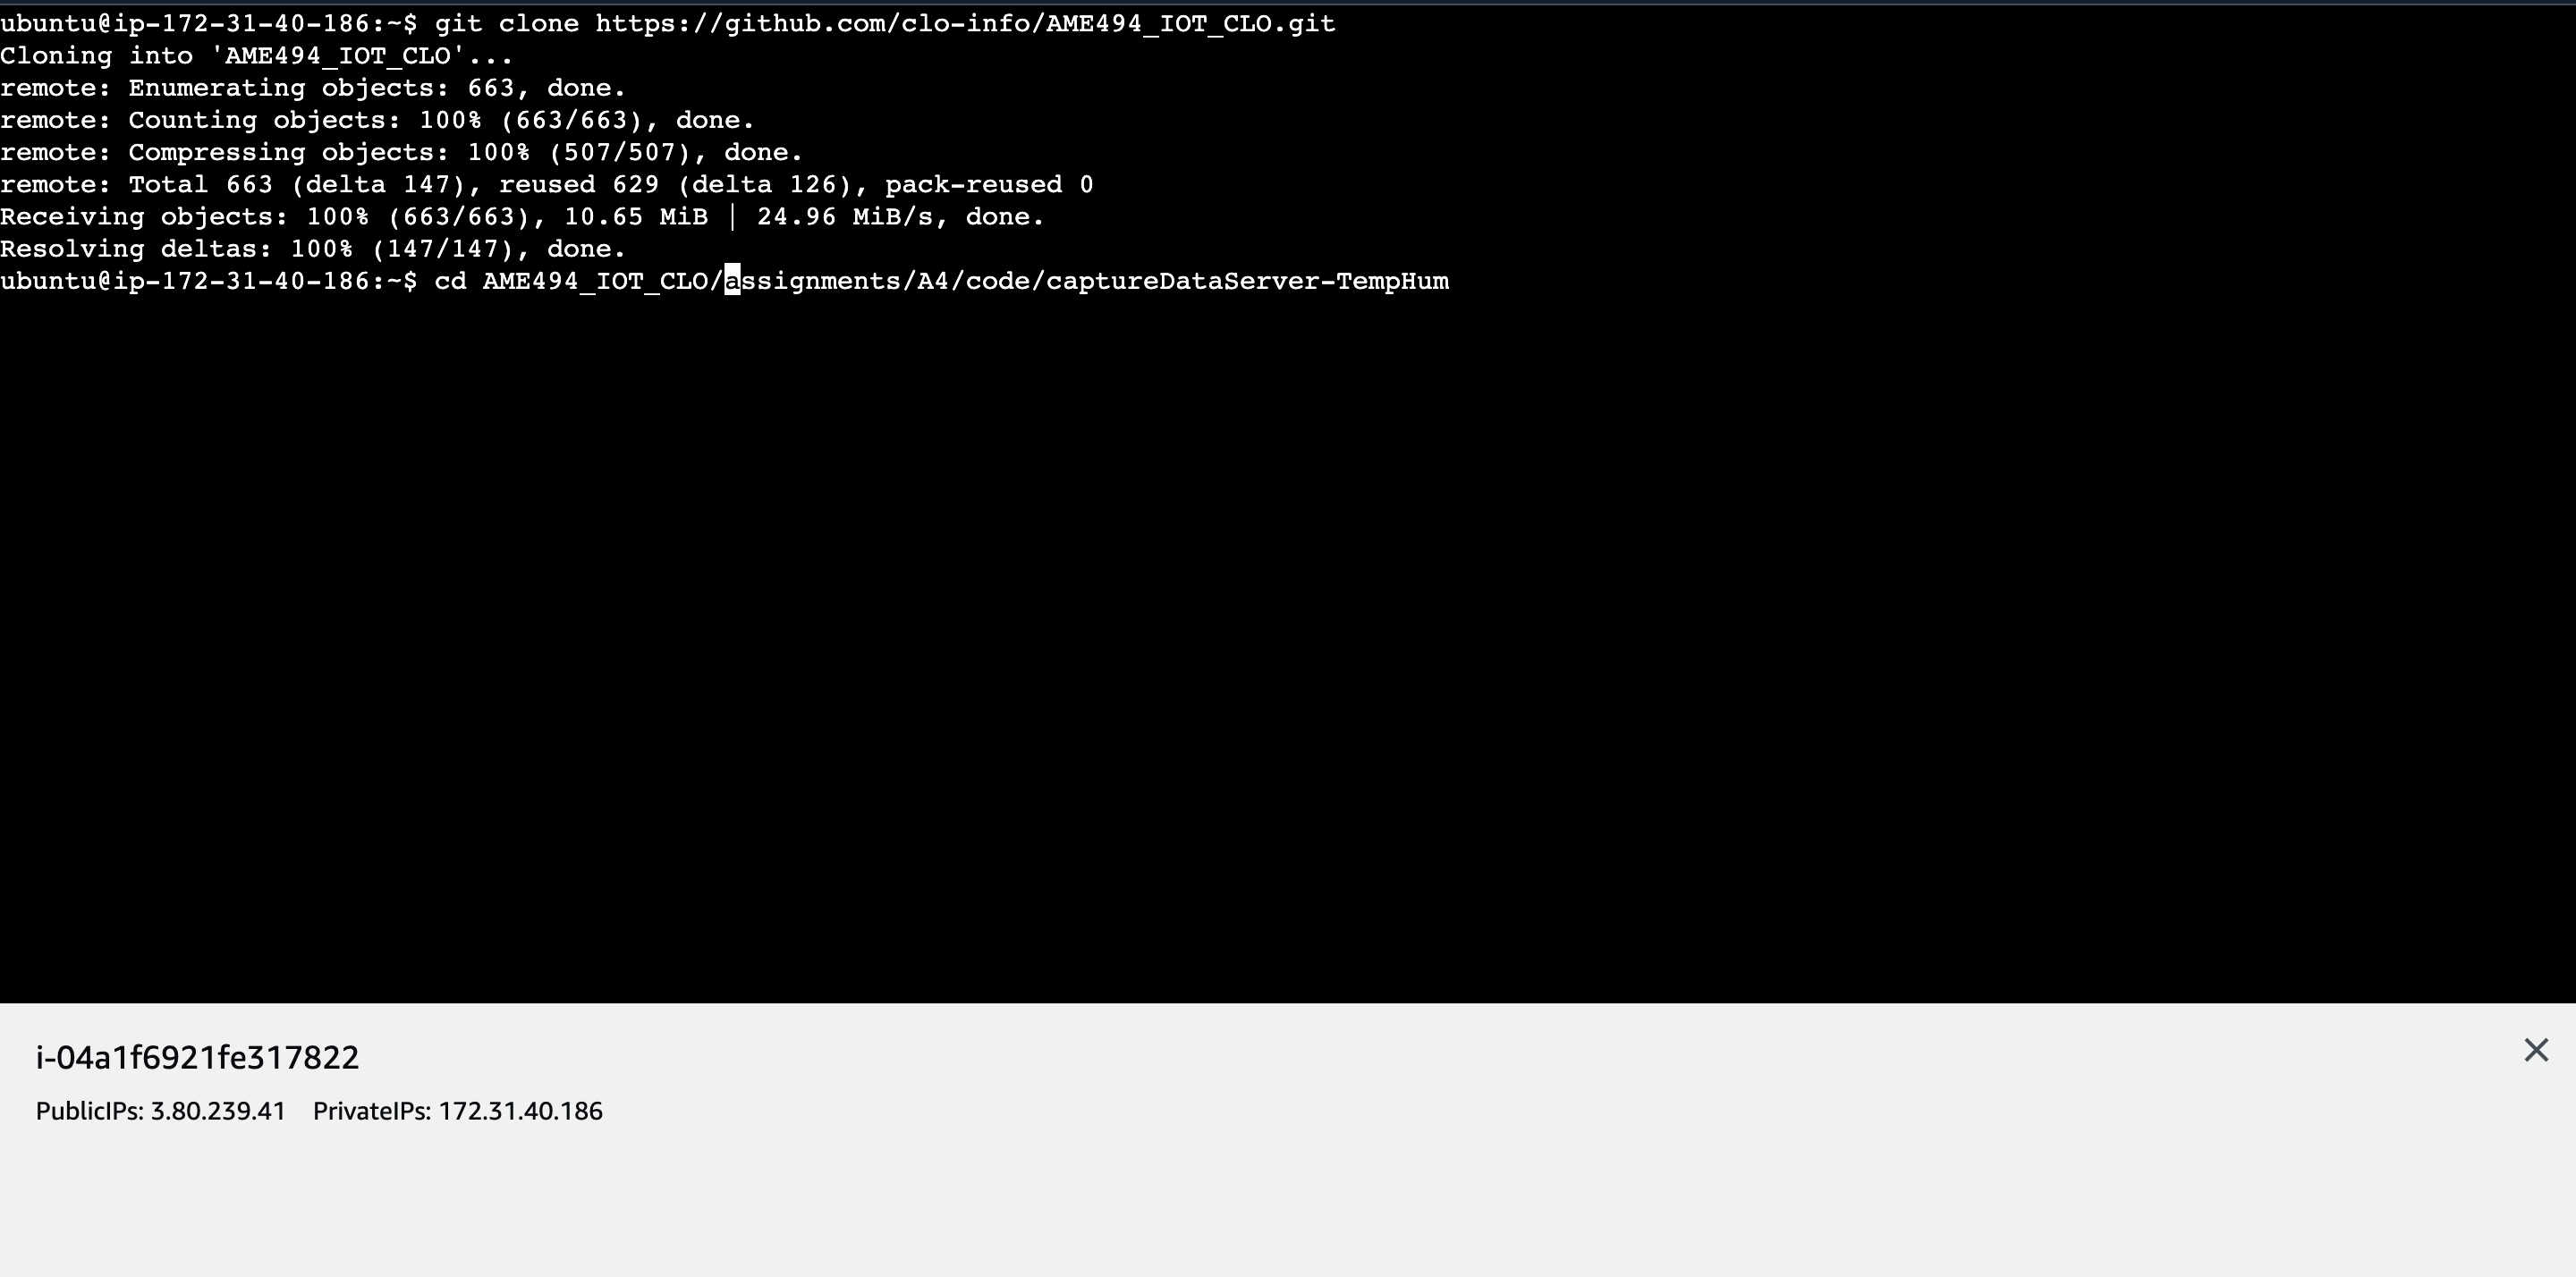 ubuntu@ip-172-31-40-186:~$ git clone https://github.com/clo-info/AME494_IOT_CLO.git
Cloning into 'AME494_IOT_CLO'...
remote: Enumerating objects: 663, done.
remote: Counting objects: 100% (663/663), done.
remote: Compressing objects: 100% (507/507), done.
remote: Total 663 (delta 147), reused 629 (delta 126), pack-reused 0
Receiving objects: 100% (663/663), 10.65 MiB | 24.96 MiB/s, done.
Resolving deltas: 100% (147/147), done.
ubuntu@ip-172-31-40-186:~$ cd AME494_IOT_CLO/assignments/A4/code/captureDataServer-TempHum
i-04a1f6921fe317822
PublicIPs: 3.80.239.41 PrivateIPs: 172.31.40.186